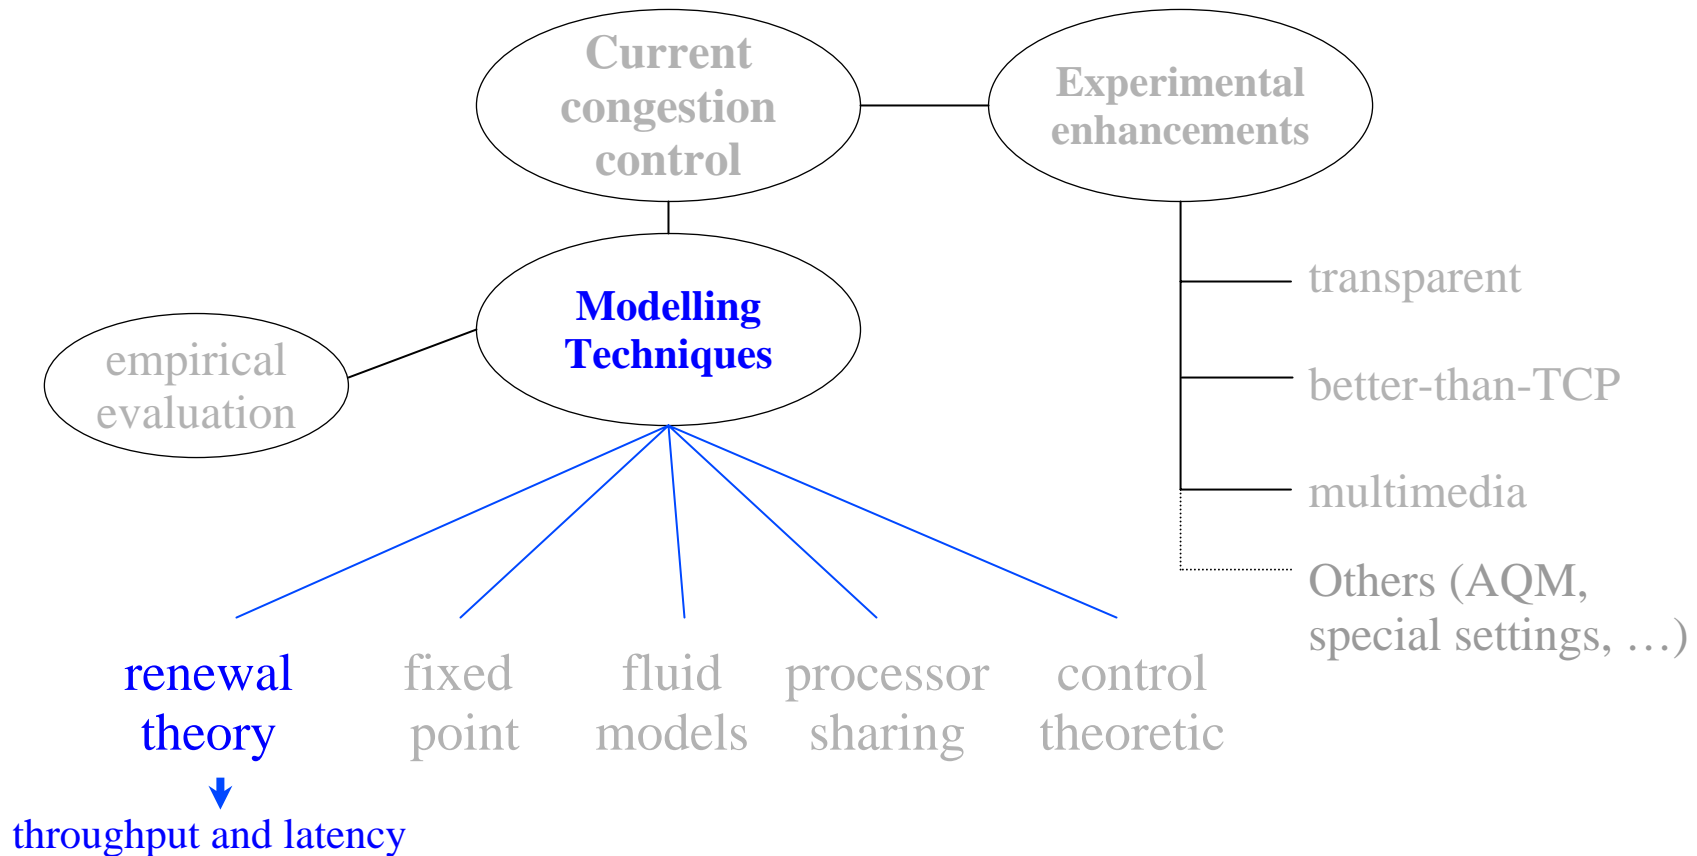 Current
congestion
control
Experimental
enhancements
Modelling
Techniques
empirical
evaluation
transparent
better-than-TCP
multimedia
Others (AQM,
special settings, …)
renewal
theory
fixed
point
fluid
models
processor
sharing
control
theoretic
throughput and latency